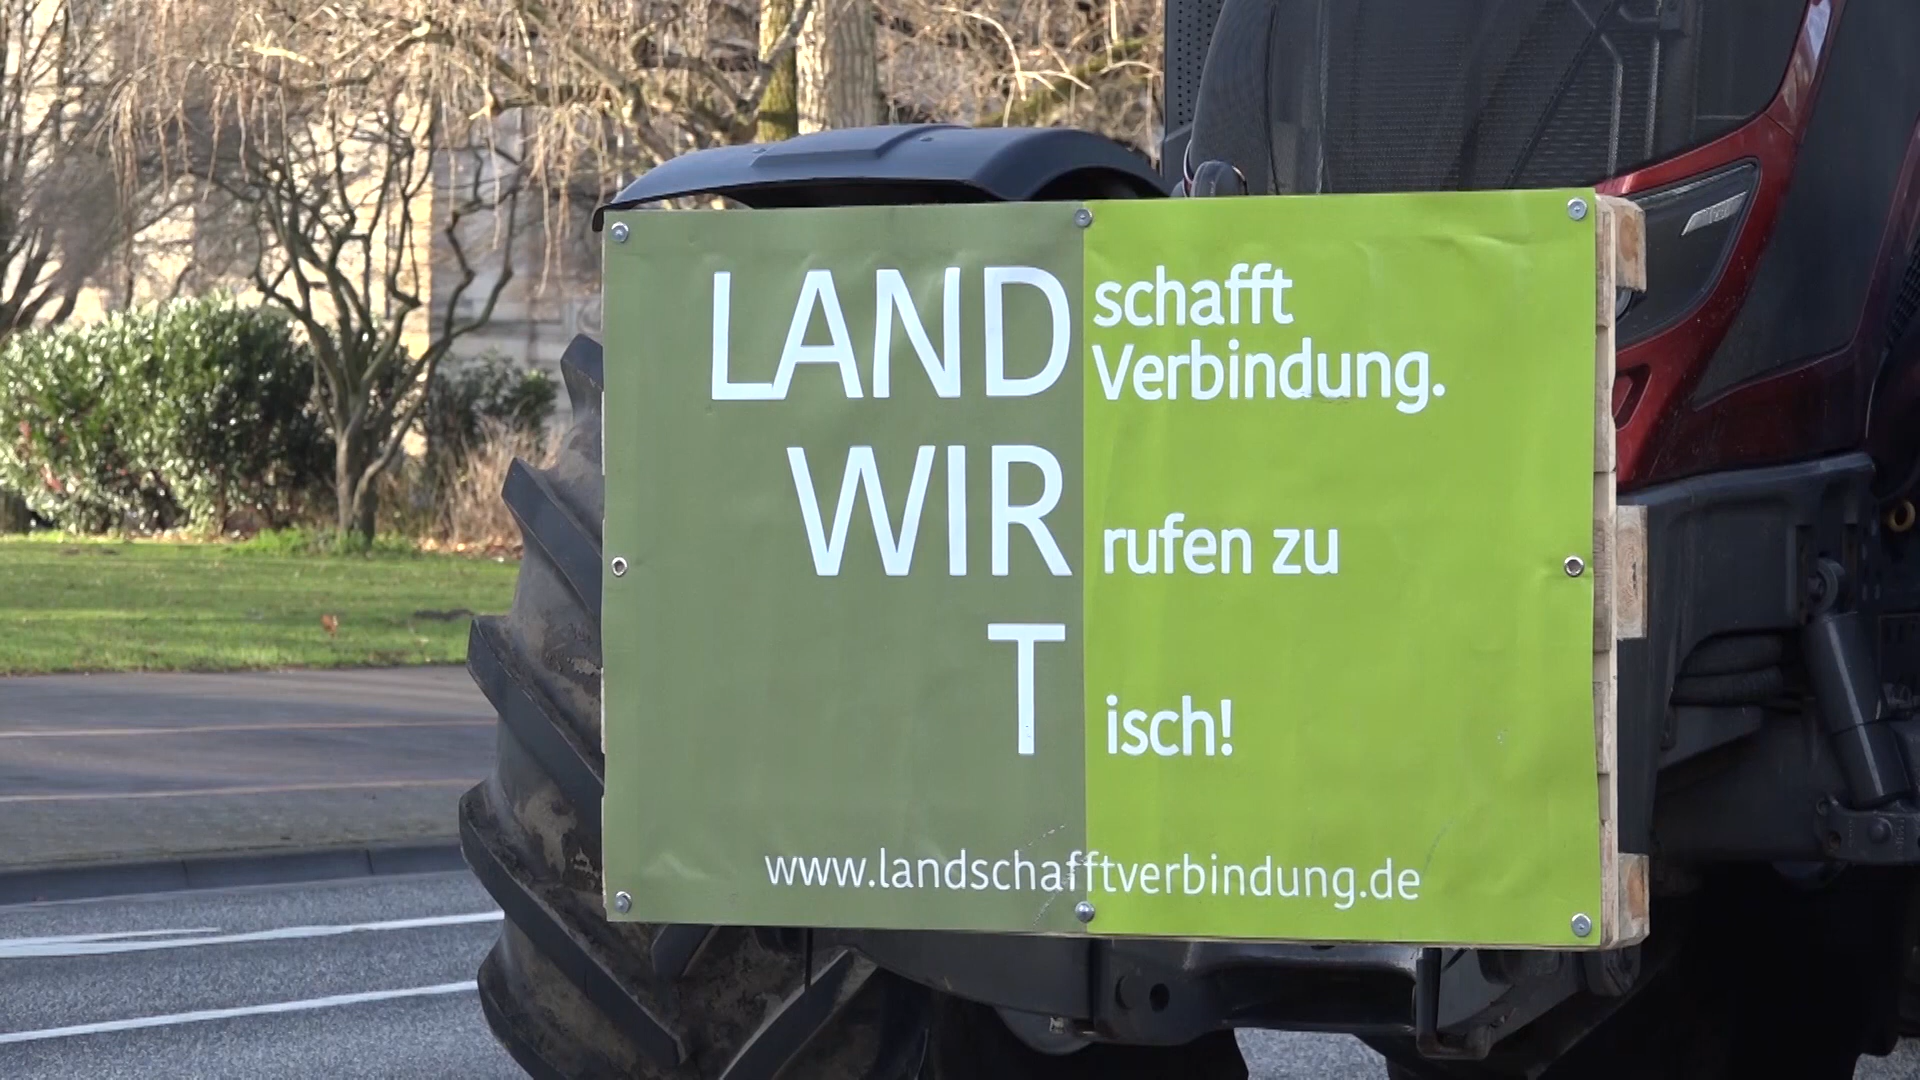 LAND schafft
Verbindung.
WIR rufen zu
T isch!
www.landschafftverbindung.de